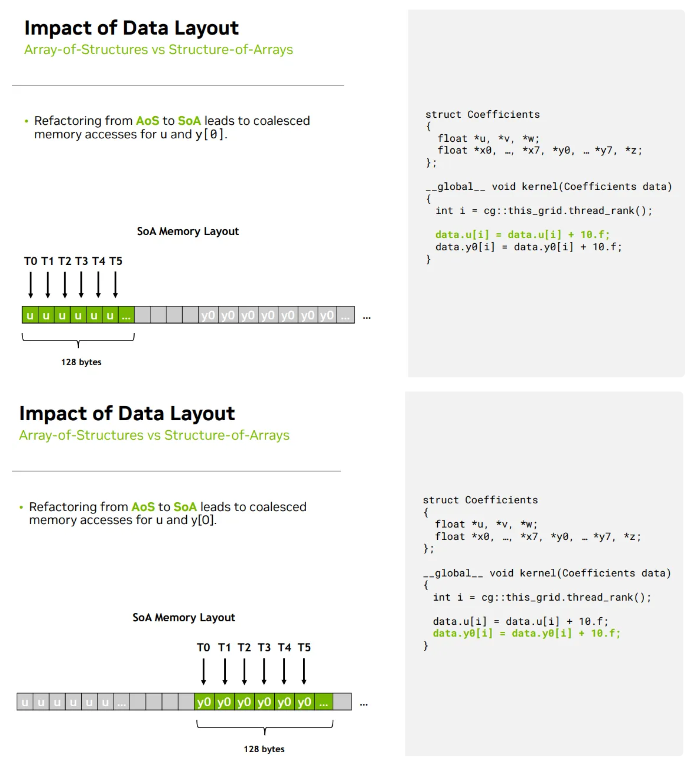 Impact of Data Layout
Array-of-Structures vs Structure-of-Arrays
• Refactoring from AoS to SoA leads to coalesced
memory accesses for u and y[0].
SoA Memory Layout
T0 T1 T2 T3 T4 T5
u u u u u u ... y0 y0 y0 y0 y0 y0 y0 ... ...
128 bytes
struct Coefficients
{
float *u, *v, *w;
float *x0, …, *x7, *y0, … *y7, *z;
};
__global__ void kernel(Coefficients data)
{
int i = cg::this_grid.thread_rank();
data.u[i] = data.u[i] + 10.f;
data.y0[i] = data.y0[i] + 10.f;
}
Impact of Data Layout
Array-of-Structures vs Structure-of-Arrays
• Refactoring from AoS to SoA leads to coalesced
memory accesses for u and y[0].
SoA Memory Layout
T0 T1 T2 T3 T4 T5
u u u u u u ... y0 y0 y0 y0 y0 y0 ... ...
128 bytes
struct Coefficients
{
float *u, *v, *w;
float *x0, …, *x7, *y0, … *y7, *z;
};
__global__ void kernel(Coefficients data)
{
int i = cg::this_grid.thread_rank();
data.u[i] = data.u[i] + 10.f;
data.y0[i] = data.y0[i] + 10.f;
}